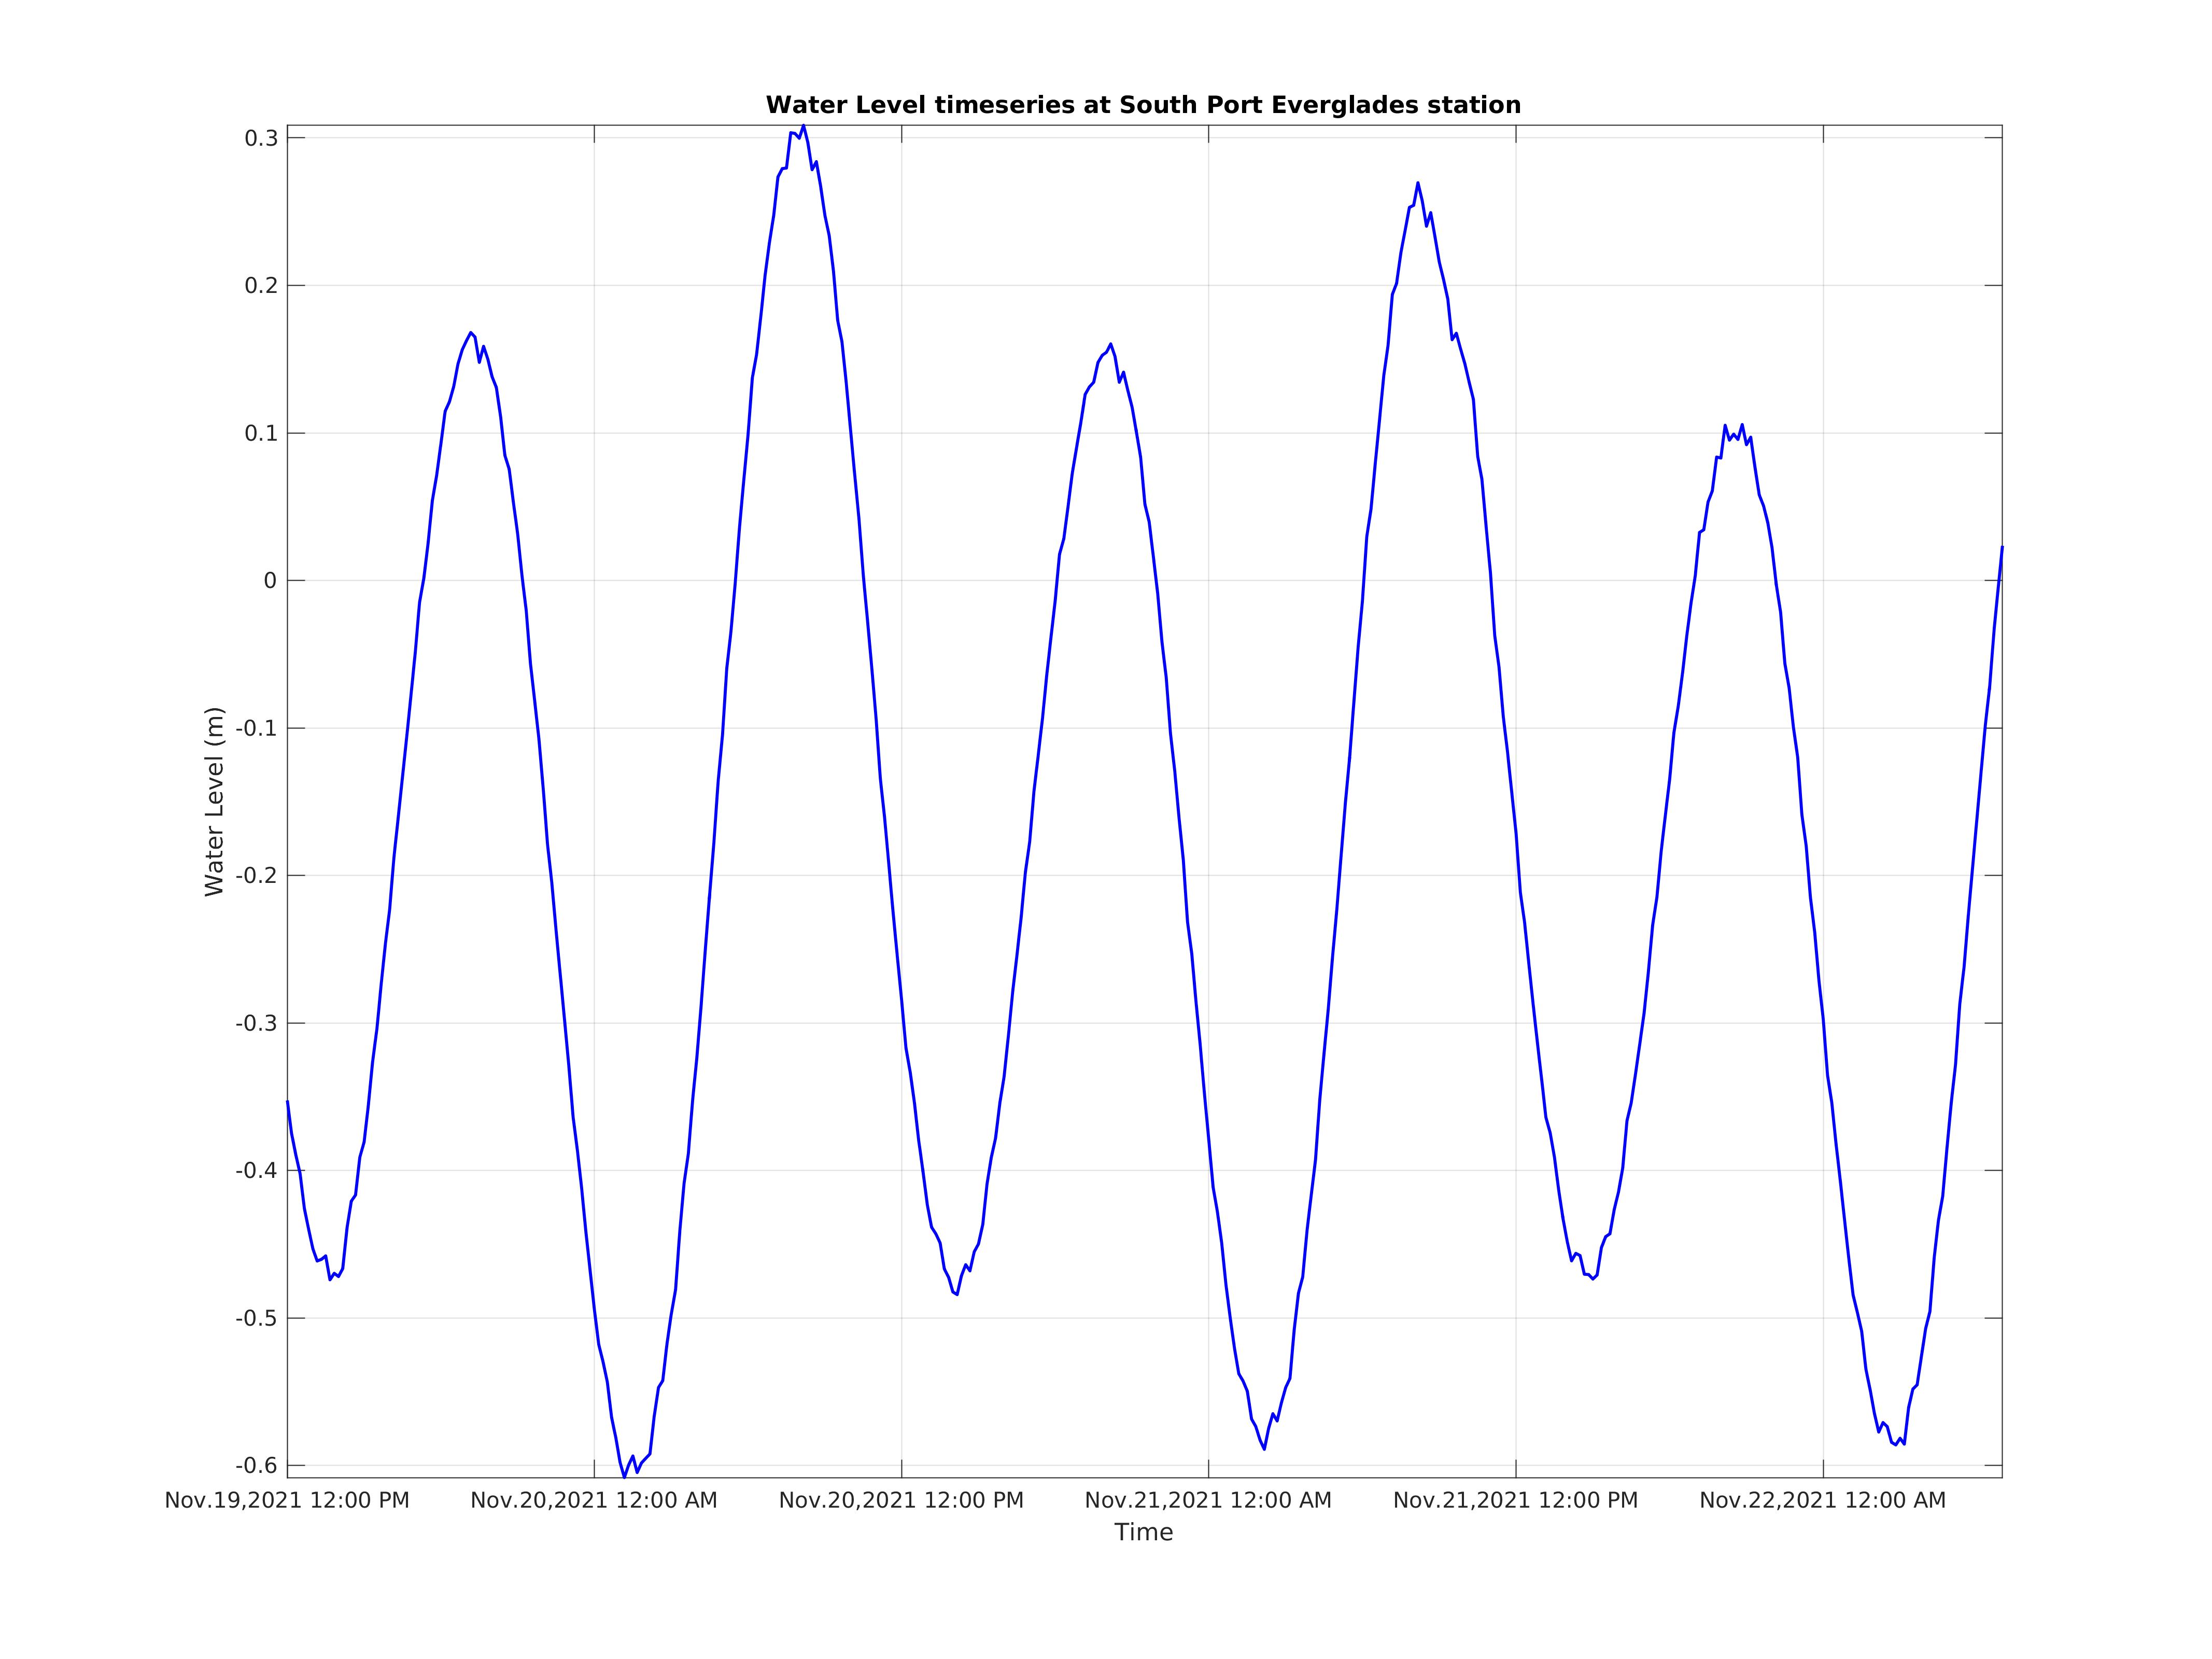 Water Level timeseries at South Port Everglades station
0.3
0.2
0.1
0
-0.1
-0.2
-0.3
-0.4
-0.5
-0.6
Water Level (m)
Nov.19,2021 12:00 PM Nov.20,2021 12:00 AM Nov.20,2021 12:00 PM Nov.21,2021 12:00 AM Nov.21,2021 12:00 PM Nov.22,2021 12:00 AM
Time